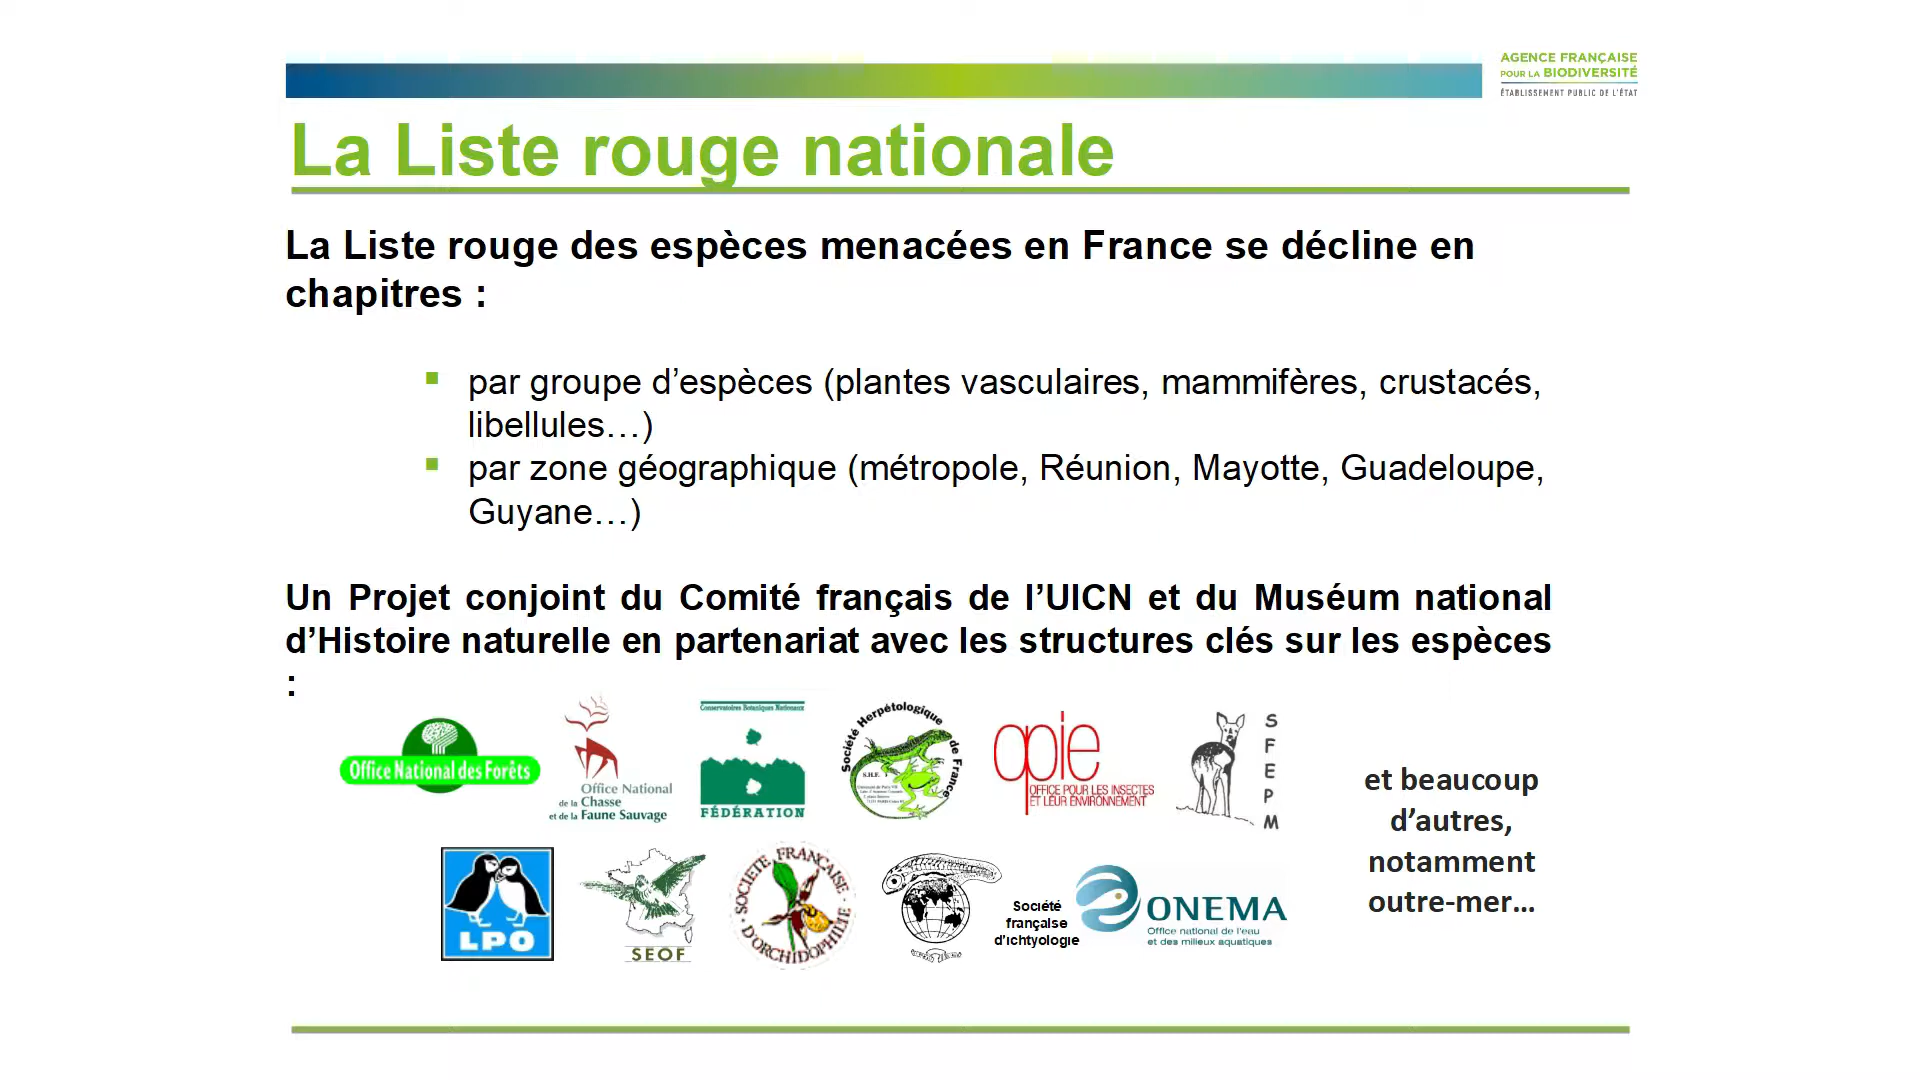 AGENCE FRANÇAISE
POUR LA BIODIVERSITÉ
ÉTABLISSEMENT PUBLIC DE L'ÉTAT
La Liste rouge nationale
La Liste rouge des espèces menacées en France se décline en
chapitres :
▪ par groupe d’espèces (plantes vasculaires, mammifères, crustacés,
libellules…)
▪ par zone géographique (métropole, Réunion, Mayotte, Guadeloupe,
Guyane…)
Un Projet conjoint du Comité français de l’UICN et du Muséum national
d’Histoire naturelle en partenariat avec les structures clés sur les espèces
:
Office National des Forêts
Office National
de la Chasse
et de la Faune Sauvage
Conservatoires Botaniques Nationaux
FÉDÉRATION
Société Herpétologique de France
S.H.F.
opie
OFFICE POUR LES INSECTES
ET LEUR ENVIRONNEMENT
SFEPM
et beaucoup
d’autres,
notamment
outre-mer…
LPO
SEOF
SOCIETE FRANÇAISE D'ORCHIDOPHILIE
Société
française
d'ichtyologie
ONEMA
Office national de l'eau
et des milieux aquatiques